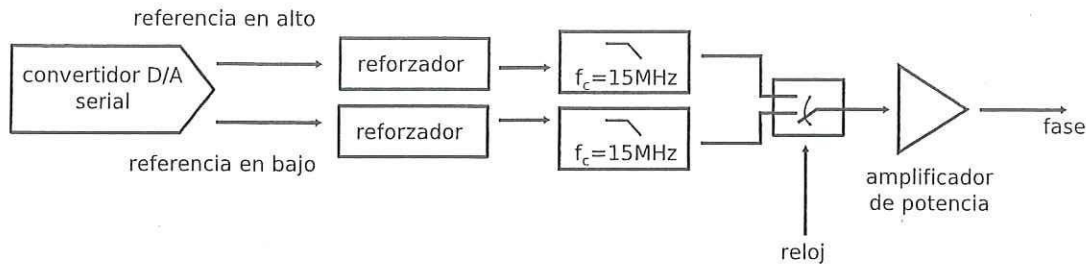 referencia en alto
convertidor D/A
serial
reforzador
f_c=15MHz
reforzador
f_c=15MHz
referencia en bajo
fase
amplificador
de potencia
reloj